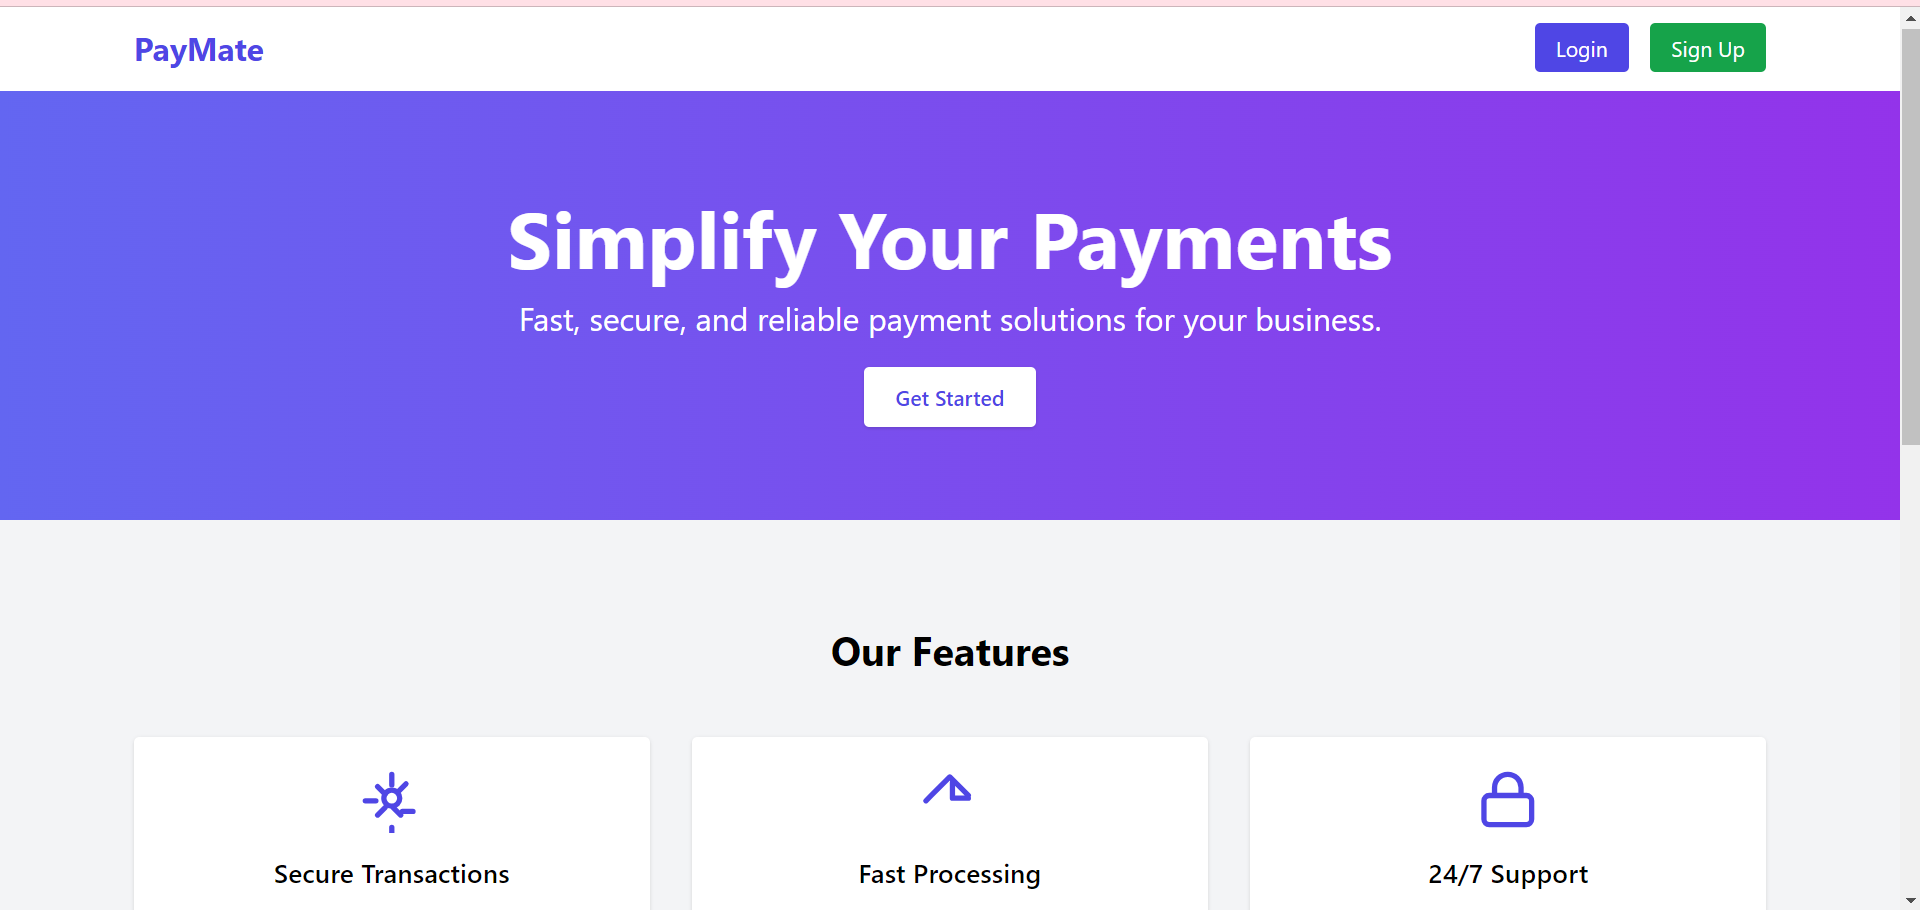 PayMate
Login
Sign Up
Simplify Your Payments
Fast, secure, and reliable payment solutions for your business.
Get Started
Our Features
Secure Transactions
Fast Processing
24/7 Support